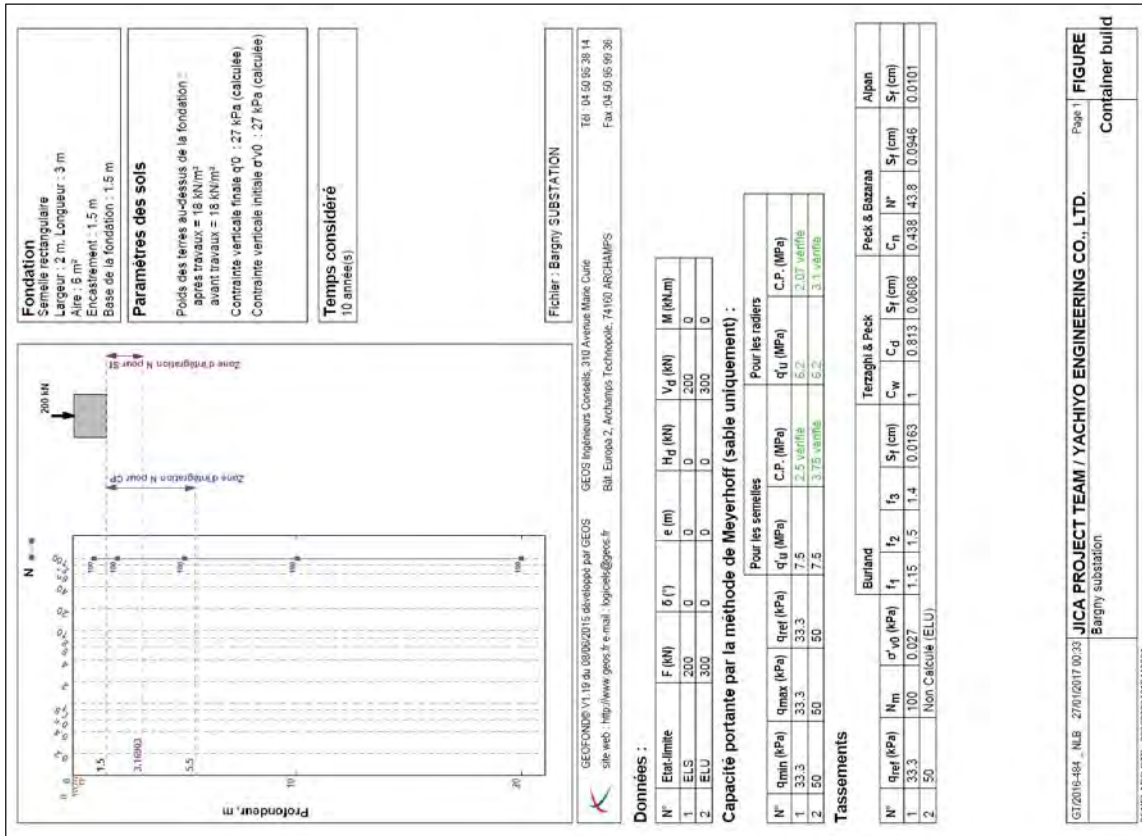 N
200 kN
Zone d'intégration N pour Sf
Zone d'intégration N pour CP
Profondeur, m
0
1.5
3.16903
5.5
10
20
100
100
100
100
100
Fondation
Semelle rectangulaire
Largeur : 2 m, Longueur : 3 m
Aire : 6 m²
Encastrement : 1.5 m
Base de la fondation : 1.5 m
Paramètres des sols
Poids des terres au-dessus de la fondation :
après travaux = 18 kN/m³
avant travaux = 18 kN/m³
Contrainte verticale finale q'0 : 27 kPa (calculée)
Contrainte verticale initiale σ'v0 : 27 kPa (calculée)
Temps considéré
10 année(s)
Fichier : Bargny SUBSTATION
GEOFOND® V1.19 du 08/06/2015 développé par GEOS GEOS Ingénieurs Conseils, 310 Avenue Marie Curie Tél : 04 50 95 38 14
site web : http://www.geos.fr e-mail : logiciels@geos.fr Bât. Europa 2, Archamps Technopole, 74160 ARCHAMPS Fax :04 50 95 99 36
Données :
N° Etat-limite F (kN) δ (°) e (m) Hd (kN) Vd (kN) M (kN.m)
1 ELS 200 0 0 0 200 0
2 ELU 300 0 0 0 300 0
Capacité portante par la méthode de Meyerhoff (sable uniquement) :
Pour les semelles Pour les radiers
N° qmin (kPa) qmax (kPa) qref (kPa) q'u (MPa) C.P. (MPa) q'u (MPa) C.P. (MPa)
1 33.3 33.3 33.3 7.5 2.5 vérifié 6.2 2.07 vérifié
2 50 50 50 7.5 3.75 vérifié 6.2 3.1 vérifié
Tassements
Burland Terzaghi & Peck Peck & Bazaraa Alpan
N° qref (kPa) Nm σ'v0 (kPa) f1 f2 f3 Sf (cm) Cw Cd Sf (cm) Cn N° Sf (cm) Sf (cm)
1 33.3 100 0.027 1.15 1.5 1.4 0.0163 1 0.813 0.0608 0.438 43.8 0.0946 0.0101
2 50 Non Calculé (ELU)
GT/2016-484 _ NLB 27/01/2017 00:33 JICA PROJECT TEAM / YACHIYO ENGINEERING CO., LTD. Page 1 FIGURE
Bargny substation
Container build